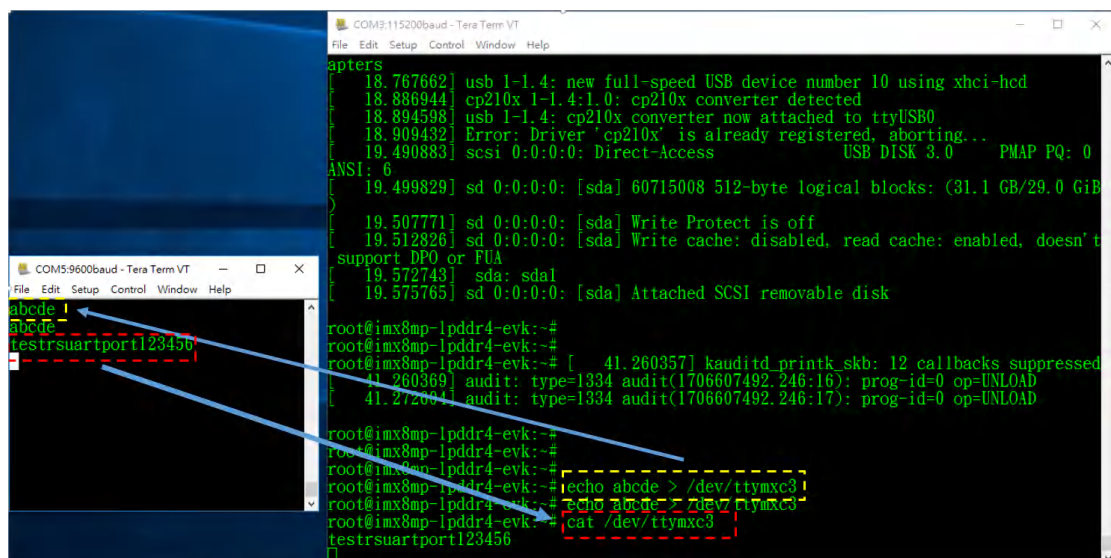 COM3:115200baud - Tera Term VT
File Edit Setup Control Window Help
apters
[   18.767662] usb 1-1.4: new full-speed USB device number 10 using xhci-hcd
[   18.886944] cp210x 1-1.4:1.0: cp210x converter detected
[   18.894598] usb 1-1.4: cp210x converter now attached to ttyUSB0
[   18.909432] Error: Driver 'cp210x' is already registered, aborting...
[   19.490883] scsi 0:0:0:0: Direct-Access              USB DISK 3.0     PMAP PQ: 0
ANSI: 6
[   19.499829] sd 0:0:0:0: [sda] 60715008 512-byte logical blocks: (31.1 GB/29.0 GiB
)
[   19.507771] sd 0:0:0:0: [sda] Write Protect is off
[   19.512826] sd 0:0:0:0: [sda] Write cache: disabled, read cache: enabled, doesn't
support DPO or FUA
[   19.572743]  sda: sda1
[   19.575765] sd 0:0:0:0: [sda] Attached SCSI removable disk
root@imx8mp-lpddr4-evk:~#
root@imx8mp-lpddr4-evk:~#
root@imx8mp-lpddr4-evk:~# [   41.260357] kauditd_printk_skb: 12 callbacks suppressed
[   41.260369] audit: type=1334 audit(1706607492.246:16): prog-id=0 op=UNLOAD
[   41.272604] audit: type=1334 audit(1706607492.246:17): prog-id=0 op=UNLOAD
root@imx8mp-lpddr4-evk:~#
root@imx8mp-lpddr4-evk:~#
root@imx8mp-lpddr4-evk:~#
root@imx8mp-lpddr4-evk:~# echo abcde > /dev/ttymxc3
root@imx8mp-lpddr4-evk:~# echo abcde > /dev/ttymxc3
root@imx8mp-lpddr4-evk:~# cat /dev/ttymxc3
testrsuartport123456
COM5:9600baud - Tera Term VT
File Edit Setup Control Window Help
abcde
abcde
testrsuartport123456